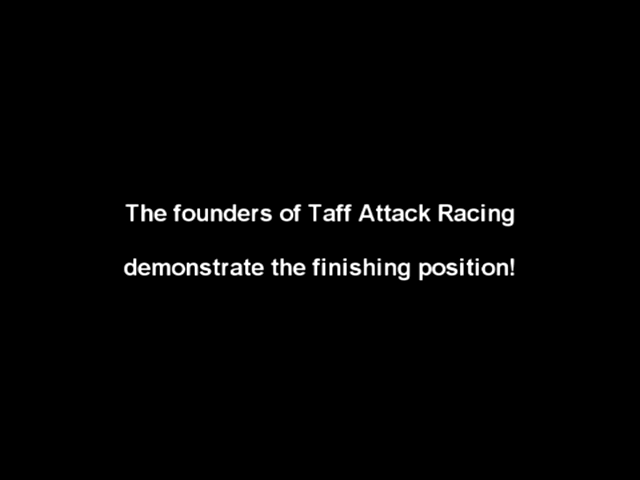 The founders of Taff Attack Racing
demonstrate the finishing position!